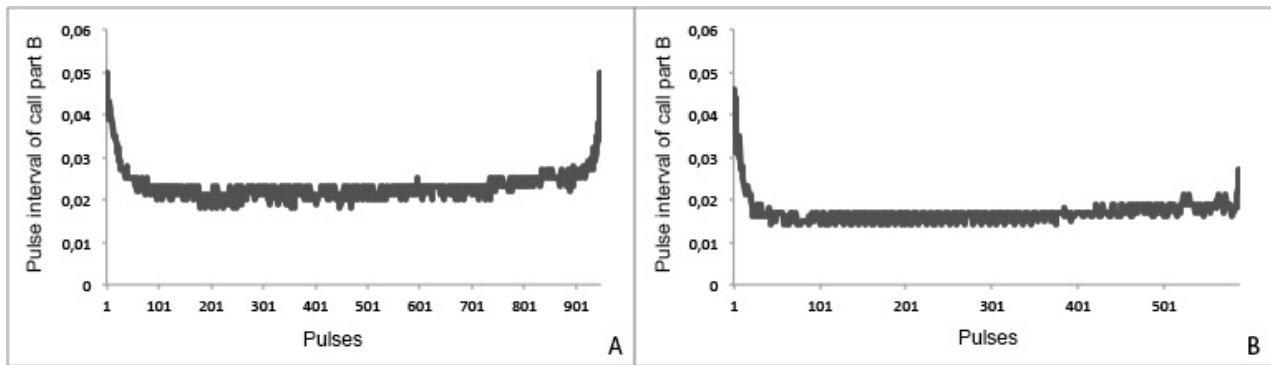 Pulse interval of call part B
0,06
0,05
0,04
0,03
0,02
0,01
0
1 101 201 301 401 501 601 701 801 901
Pulses
A
Pulse interval of call part B
0,06
0,05
0,04
0,03
0,02
0,01
0
1 101 201 301 401 501
Pulses
B